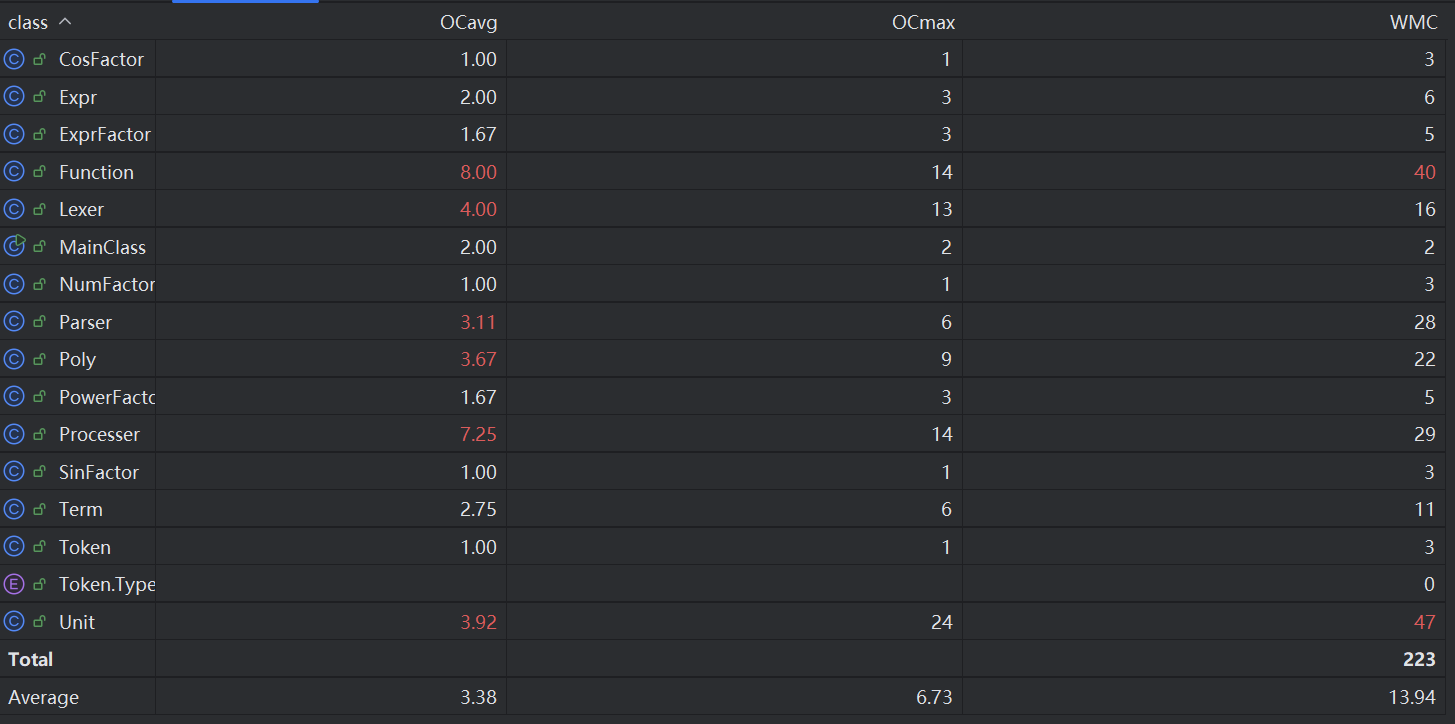 class OCavg OCmax WMC
C CosFactor 1.00 1 3
C Expr 2.00 3 6
C ExprFactor 1.67 3 5
C Function 8.00 14 40
C Lexer 4.00 13 16
C MainClass 2.00 2 2
C NumFactor 1.00 1 3
C Parser 3.11 6 28
C Poly 3.67 9 22
C PowerFacto 1.67 3 5
C Processer 7.25 14 29
C SinFactor 1.00 1 3
C Term 2.75 6 11
C Token 1.00 1 3
E Token.Type 0
C Unit 3.92 24 47
Total 223
Average 3.38 6.73 13.94